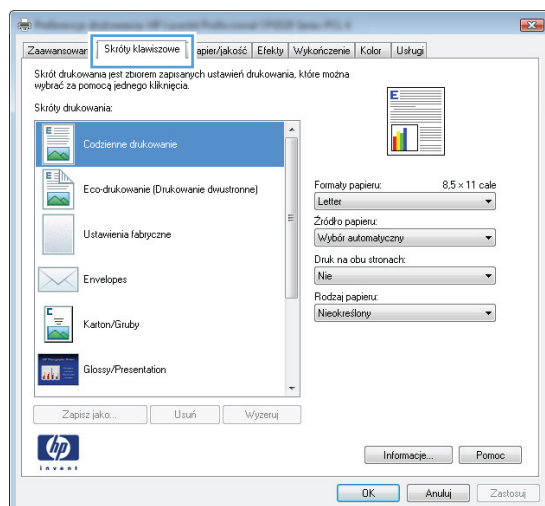 Zaawansowan
Skróty klawiszowe
apier/jakość
Efekty
Wykończenie
Kolor
Usługi
Skrót drukowania jest zbiorem zapisanych ustawień drukowania, które można
wybrać za pomocą jednego kliknięcia.
Skróty drukowania:
Codzienne drukowanie
Eco-drukowanie (Drukowanie dwustronne)
Ustawienia fabryczne
Envelopes
Karton/Gruby
Glossy/Presentation
Zapisz jako...
Usuń
Wyzeruj
Formaty papieru:
8,5 × 11 cale
Letter
Źródło papieru:
Wybór automatyczny
Druk na obu stronach:
Nie
Rodzaj papieru:
Nieokreślony
hp
invent
Informacje...
Pomoc
OK
Anuluj
Zastosuj